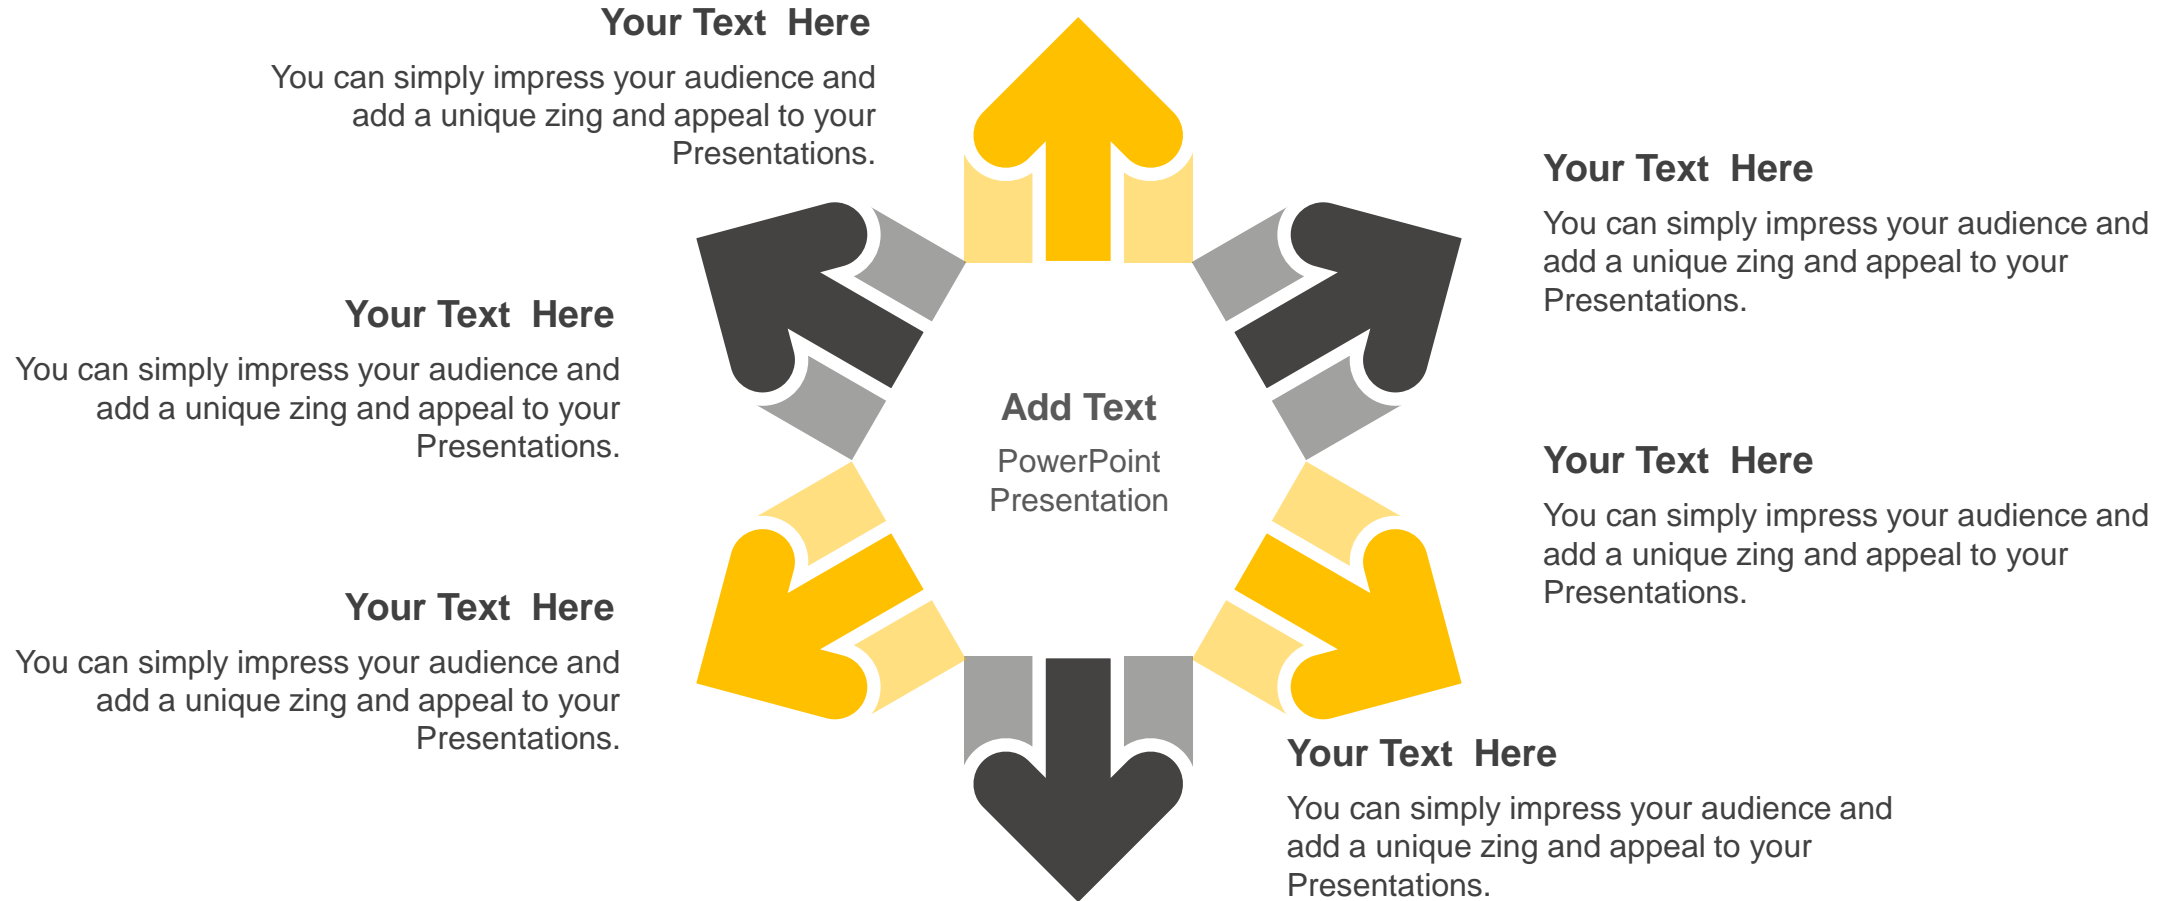 Your Text  Here
You can simply impress your audience and
add a unique zing and appeal to your
Presentations.
Your Text  Here
You can simply impress your audience and
add a unique zing and appeal to your
Presentations.
Your Text  Here
You can simply impress your audience and
add a unique zing and appeal to your
Presentations.
Add Text
PowerPoint
Presentation
Your Text  Here
You can simply impress your audience and
add a unique zing and appeal to your
Presentations.
Your Text  Here
You can simply impress your audience and
add a unique zing and appeal to your
Presentations.
Your Text  Here
You can simply impress your audience and
add a unique zing and appeal to your
Presentations.